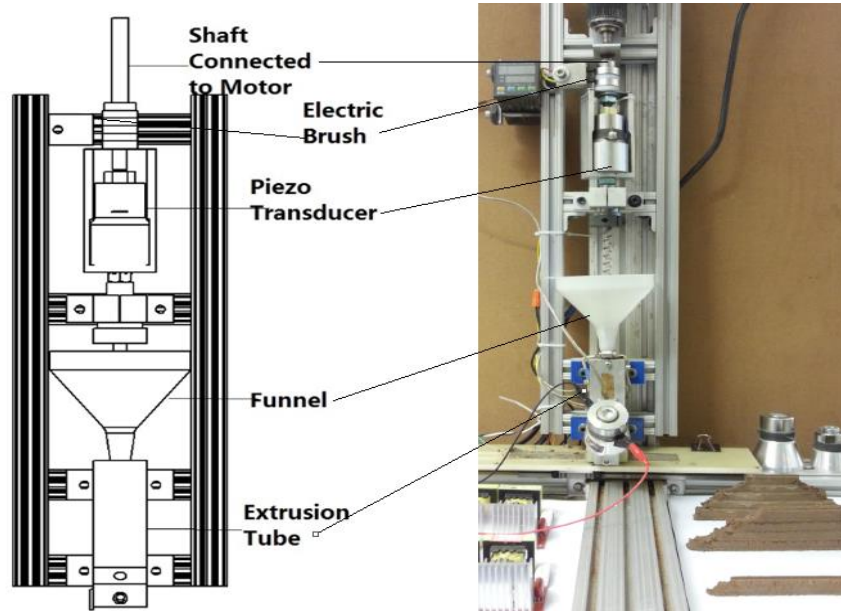 Shaft
Connected
to Motor
Electric
Brush
Piezo
Transducer
Funnel
Extrusion
Tube